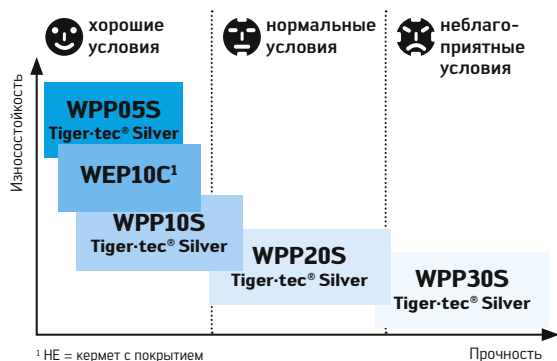 хорошие
условия
нормальные
условия
неблаго-
приятные
условия
Износостойкость
WPP05S
Tiger·tec® Silver
WEP10C¹
WPP10S
Tiger·tec® Silver
WPP20S
Tiger·tec® Silver
WPP30S
Tiger·tec® Silver
¹ HE = кермет с покрытием
Прочность